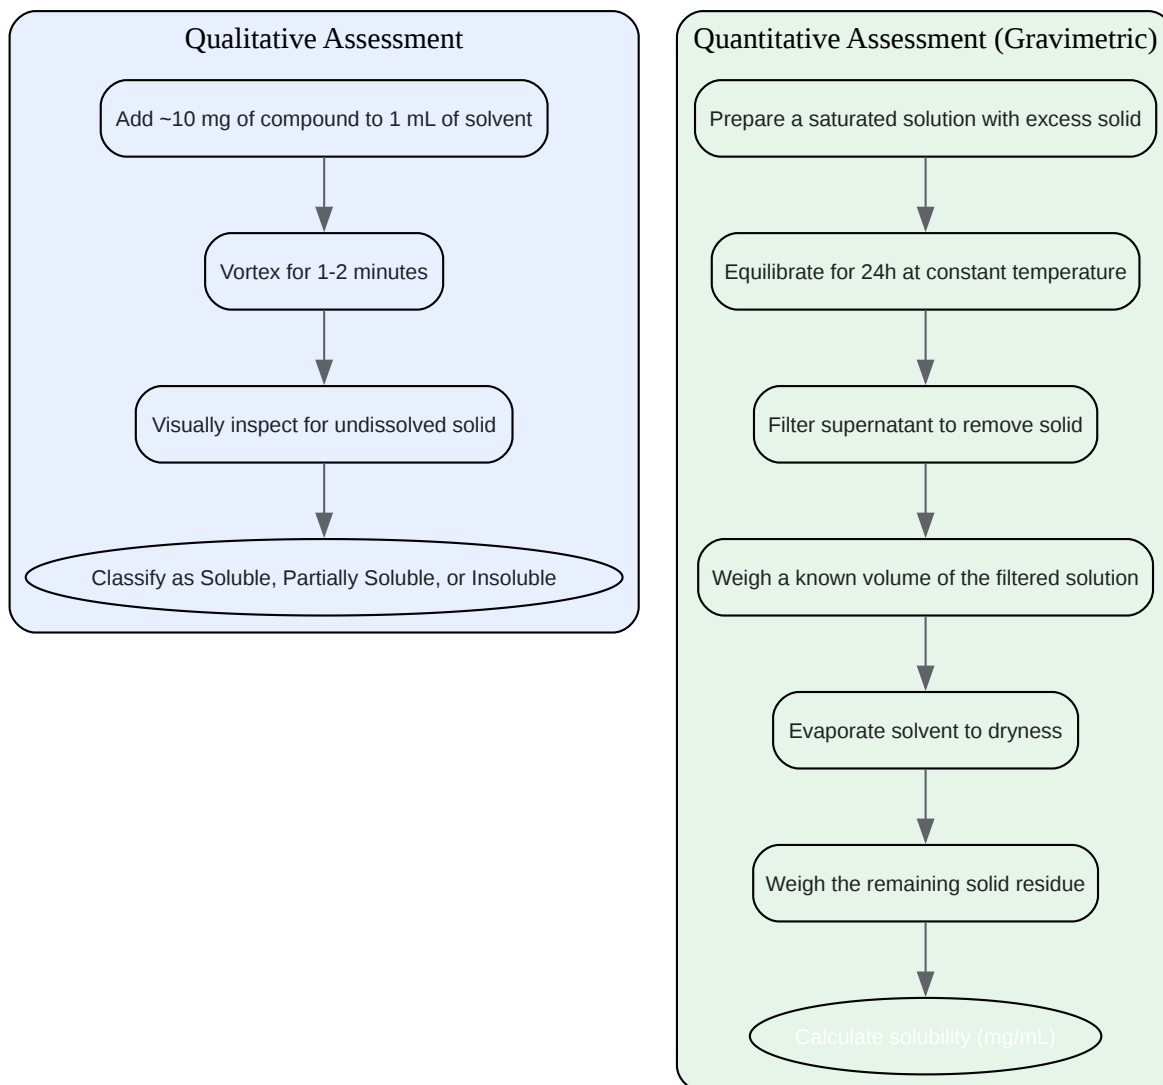 Qualitative Assessment
Add ~10 mg of compound to 1 mL of solvent
Vortex for 1-2 minutes
Visually inspect for undissolved solid
Classify as Soluble, Partially Soluble, or Insoluble
Quantitative Assessment (Gravimetric)
Prepare a saturated solution with excess solid
Equilibrate for 24h at constant temperature
Filter supernatant to remove solid
Weigh a known volume of the filtered solution
Evaporate solvent to dryness
Weigh the remaining solid residue
Calculate solubility (mg/mL)